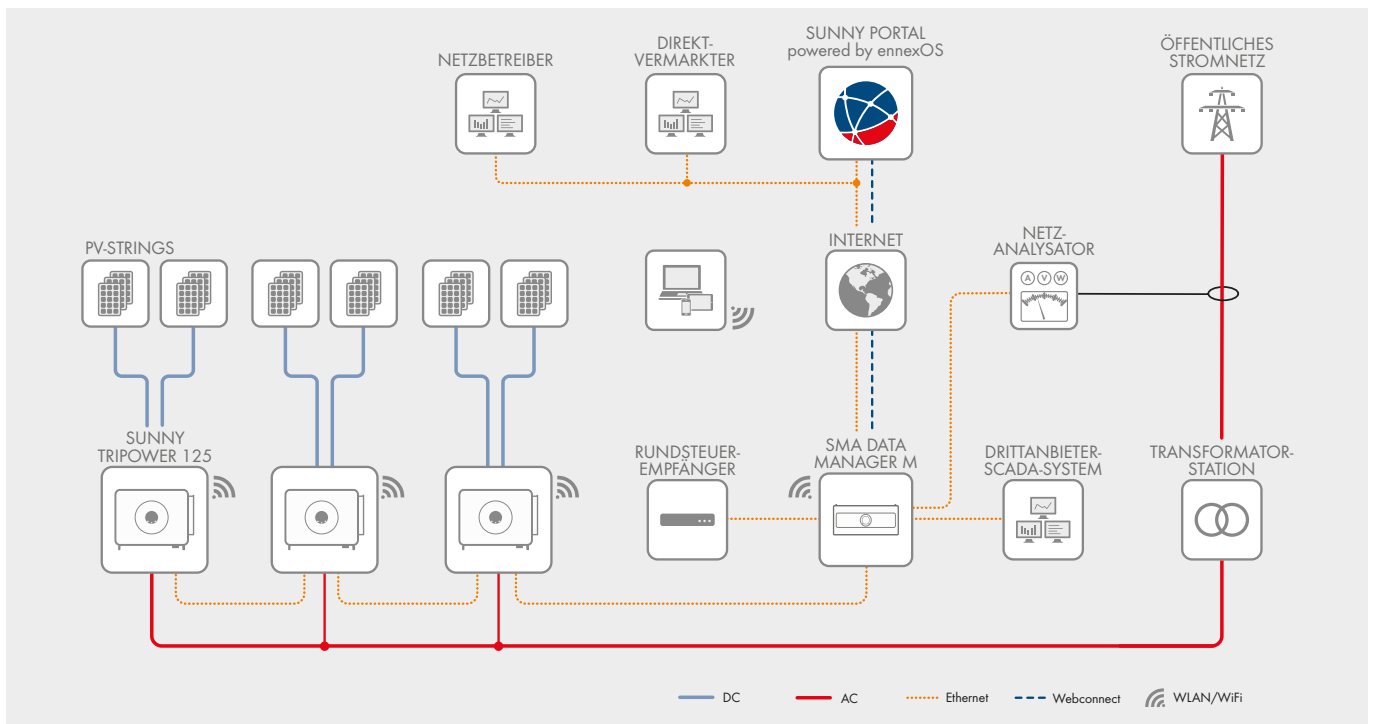 NETZBETREIBER
DIREKT-
VERMARKTER
SUNNY PORTAL
powered by ennexOS
ÖFFENTLICHES
STROMNETZ
PV-STRINGS
INTERNET
NETZ-
ANALYSATOR
A V W
SUNNY
TRIPOWER 125
RUNDSTEUER-
EMPFÄNGER
SMA DATA
MANAGER M
DRITTANBIETER-
SCADA-SYSTEM
TRANSFORMATOR-
STATION
DC
AC
Ethernet
Webconnect
WLAN/WiFi